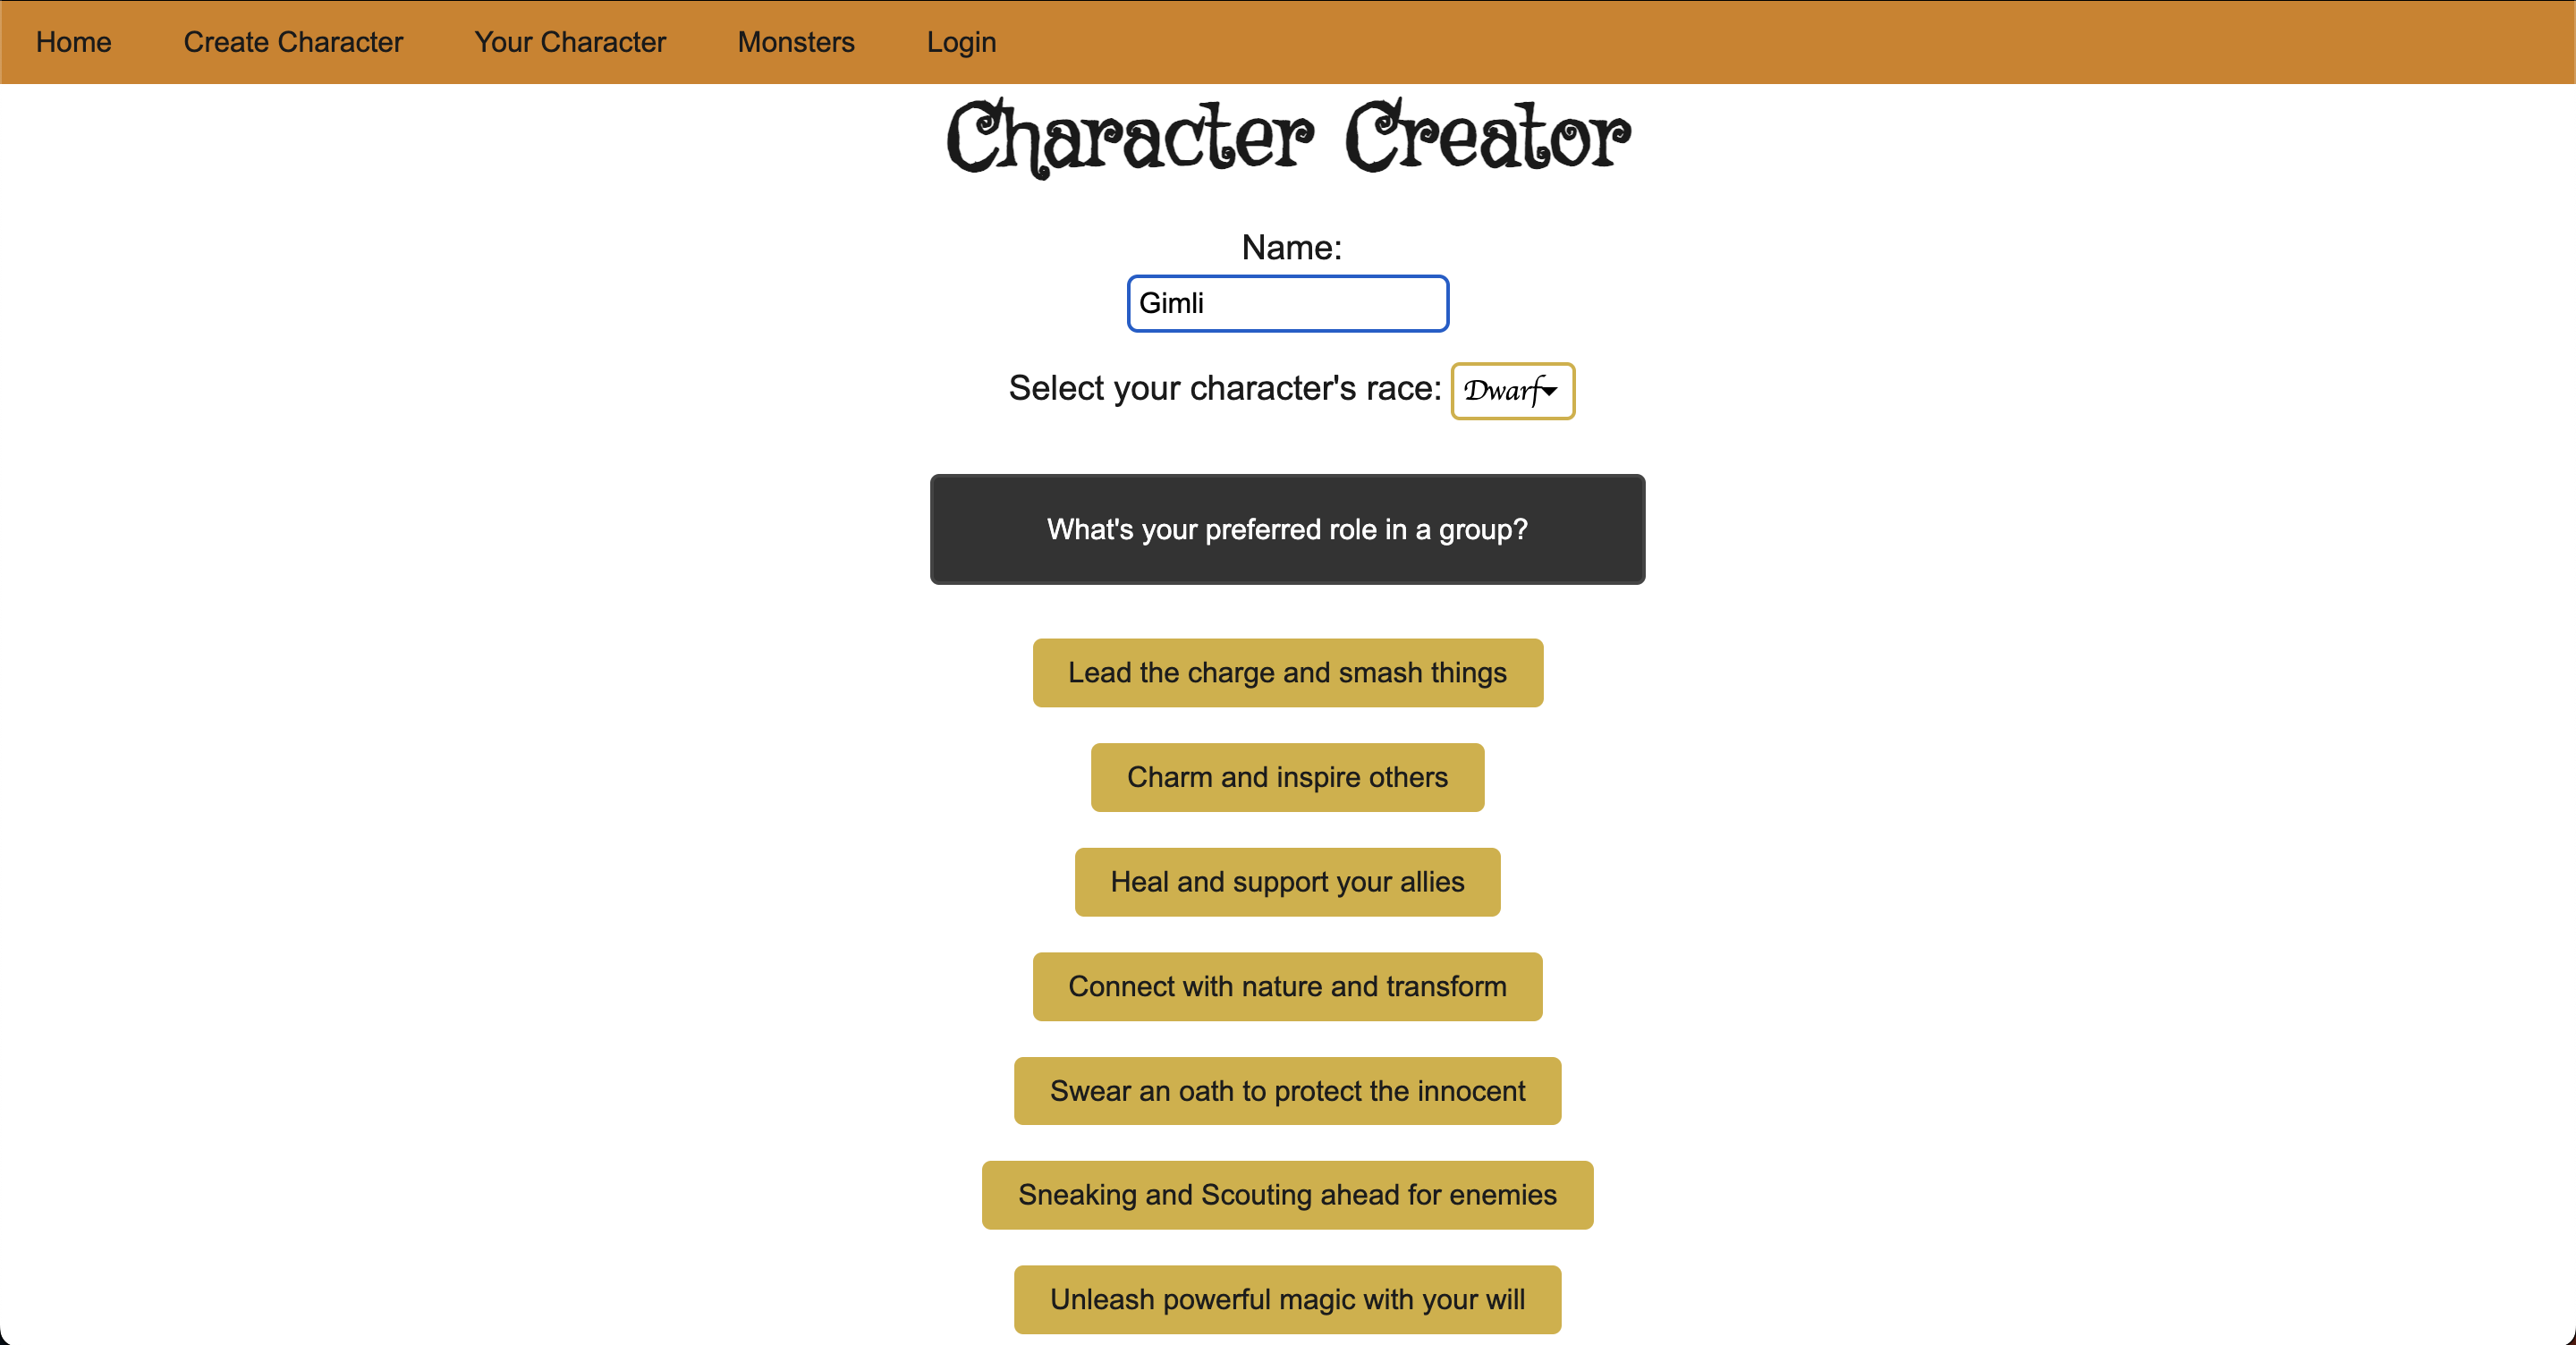 Home Create Character Your Character Monsters Login
Character Creator
Name:
Gimli
Select your character's race: Dwarf
What's your preferred role in a group?
Lead the charge and smash things
Charm and inspire others
Heal and support your allies
Connect with nature and transform
Swear an oath to protect the innocent
Sneaking and Scouting ahead for enemies
Unleash powerful magic with your will